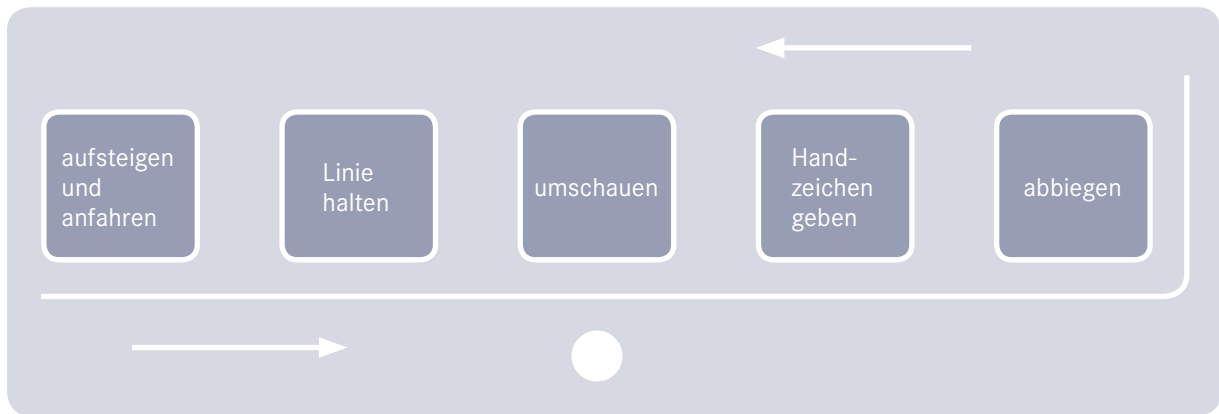 aufsteigen
und
anfahren
Linie
halten
umschauen
Hand-
zeichen
geben
abbiegen